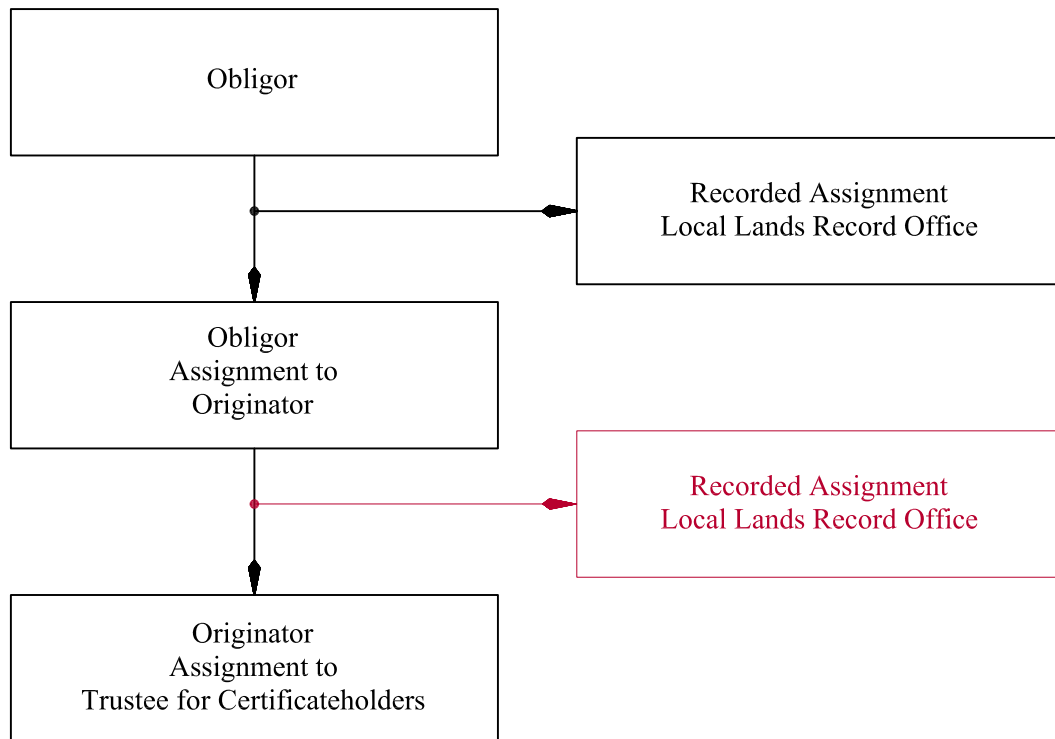 Obligor
Recorded Assignment
Local Lands Record Office
Obligor
Assignment to
Originator
Recorded Assignment
Local Lands Record Office
Originator
Assignment to
Trustee for Certificateholders